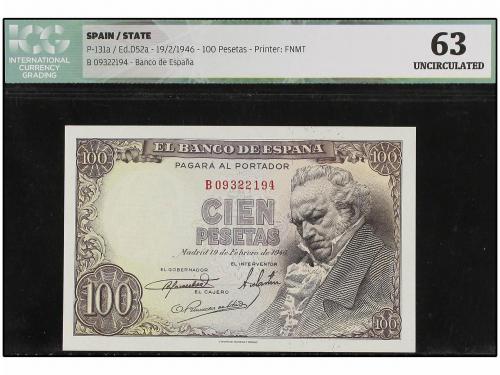 ICG
INTERNATIONAL
CURRENCY
GRADING
SPAIN / STATE
P-131a / Ed.D52a - 19/2/1946 - 100 Pesetas - Printer: FNMT
B 09322194 - Banco de España
63
UNCIRCULATED
EL BANCO DE ESPAÑA
100
100
PAGARÁ AL PORTADOR
B 09322194
CIEN
PESETAS
Madrid 19 de Febrero de 1946
EL GOBERNADOR
EL INTERVENTOR
EL CAJERO
100
100